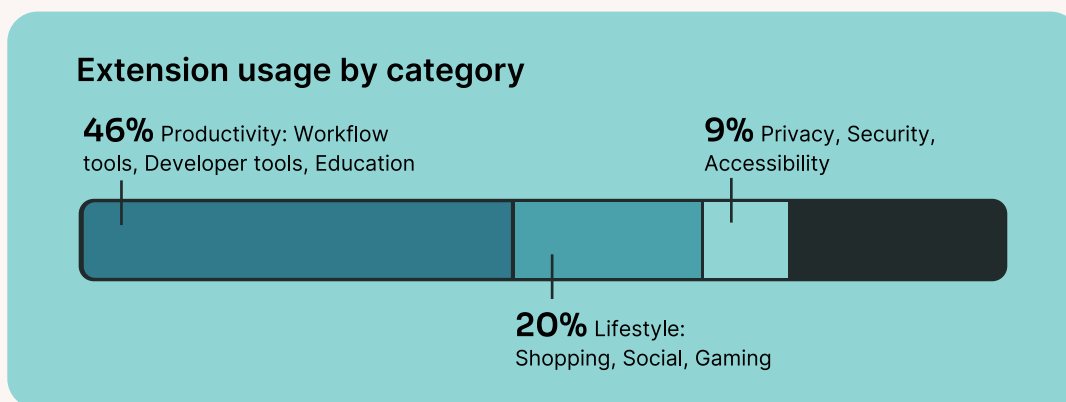 Extension usage by category
46% Productivity: Workflow
tools, Developer tools, Education
9% Privacy, Security,
Accessibility
20% Lifestyle:
Shopping, Social, Gaming